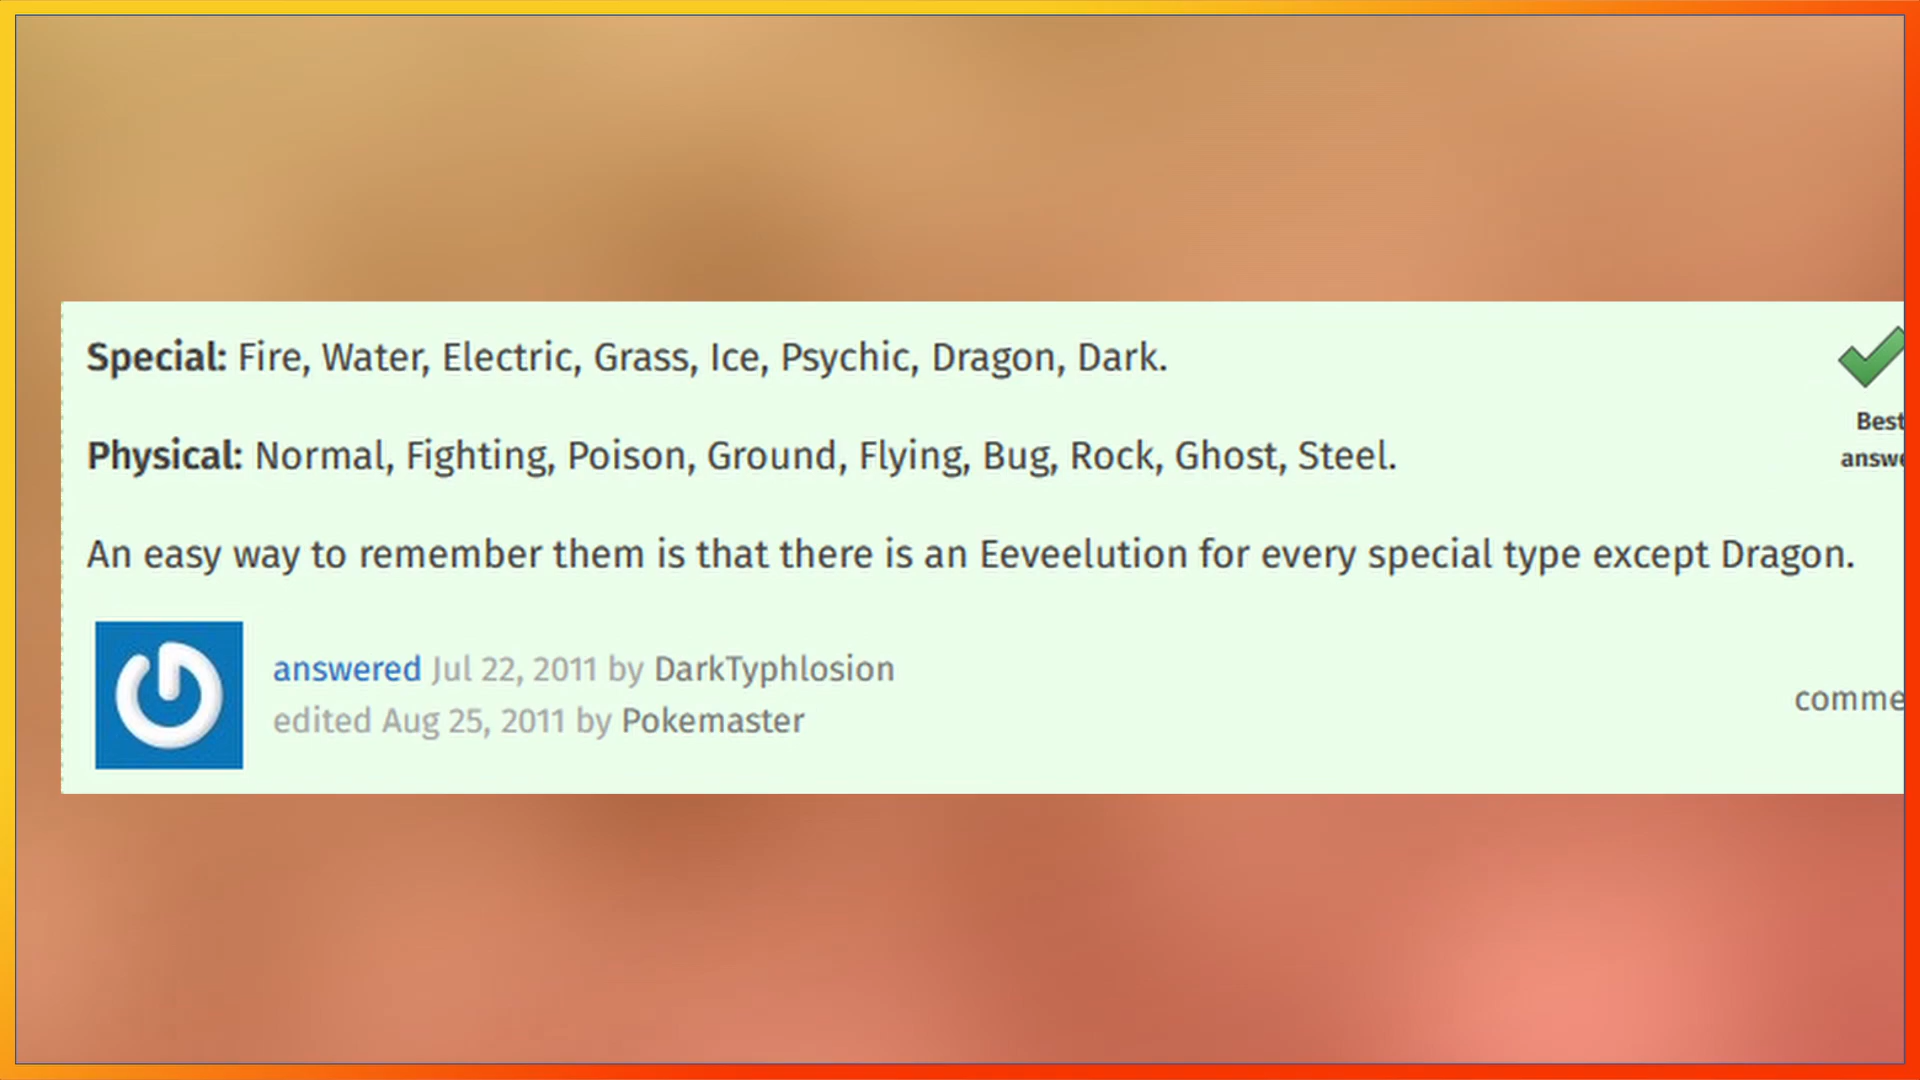 Special: Fire, Water, Electric, Grass, Ice, Psychic, Dragon, Dark.
Physical: Normal, Fighting, Poison, Ground, Flying, Bug, Rock, Ghost, Steel.
Best
answe
An easy way to remember them is that there is an Eeveelution for every special type except Dragon.
answered Jul 22, 2011 by DarkTyphlosion
edited Aug 25, 2011 by Pokemaster
comme